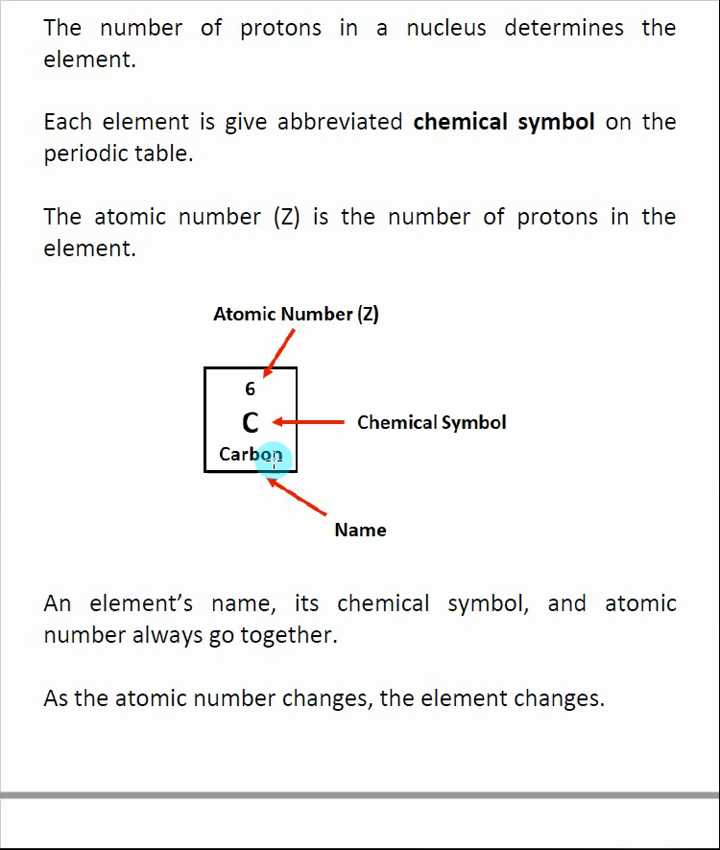 The number of protons in a nucleus determines the
element.
Each element is give abbreviated chemical symbol on the
periodic table.
The atomic number (Z) is the number of protons in the
element.
Atomic Number (Z)
6
C
Chemical Symbol
Carbon
Name
An element’s name, its chemical symbol, and atomic
number always go together.
As the atomic number changes, the element changes.